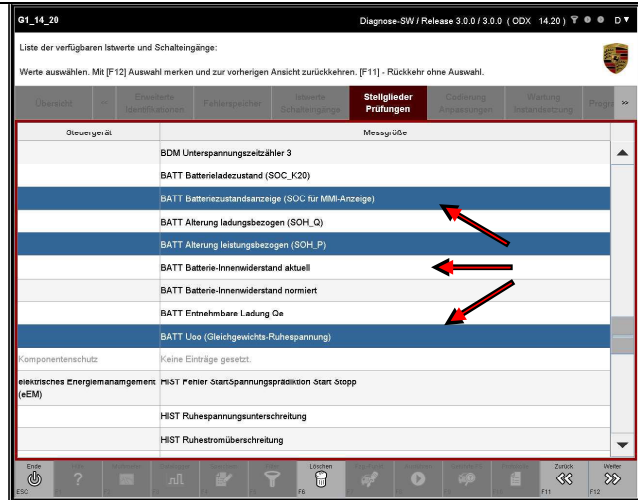 G1_14_20 Diagnose-SW / Release 3.0.0 / 3.0.0 ( ODX 14.20 ) D
Liste der verfügbaren Istwerte und Schalteingänge:
Werte auswählen. Mit [F12] Auswahl merken und zur vorherigen Ansicht zurückkehren. [F11] - Rückkehr ohne Auswahl.
Übersicht Erweiterte Identifikationen Fehlerspeicher Istwerte Schalteingänge Stellglieder Prüfungen Codierung Anpassungen Wartung Instandsetzung Progra »
Steuergerät Messgröße
BDM Unterspannungszeitzähler 3
BATT Batterieladezustand (SOC_K20)
BATT Batteriezustandsanzeige (SOC für MMI-Anzeige)
BATT Alterung ladungsbezogen (SOH_Q)
BATT Alterung leistungsbezogen (SOH_P)
BATT Batterie-Innenwiderstand aktuell
BATT Batterie-Innenwiderstand normiert
BATT Entnehmbare Ladung Qe
BATT Uoo (Gleichgewichts-Ruhespannung)
Komponentenschutz Keine Einträge gesetzt.
elektrisches Energiemanamgement HIST Fehler StartSpannungsprädiktion Start Stopp
(eEM)
HIST Ruhespannungsunterschreitung
HIST Ruhestromüberschreitung
Ende Löschen Zurück Weiter
ESC F6 F11 F12